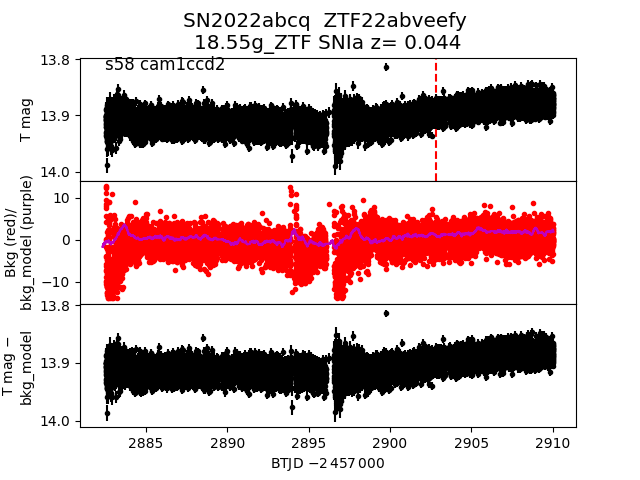 SN2022abcq  ZTF22abveefy
18.55g_ZTF SNIa z= 0.044
s58 cam1ccd2
13.8
13.9
14.0
T mag
10
0
−10
Bkg (red)/
bkg_model (purple)
13.8
13.9
14.0
T mag −
bkg_model
2885 2890 2895 2900 2905 2910
BTJD −2 457 000